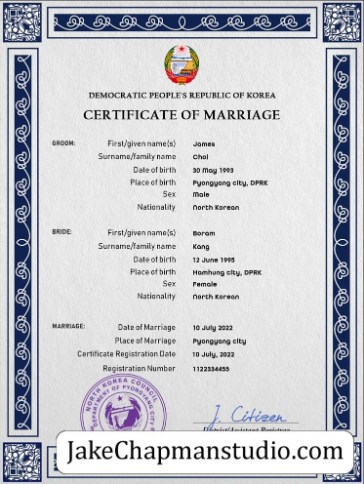 DEMOCRATIC PEOPLE'S REPUBLIC OF KOREA
CERTIFICATE OF MARRIAGE
GROOM: First/given name(s) James
Surname/family name Choi
Date of birth 30 May 1993
Place of birth Pyongyang city, DPRK
Sex Male
Nationality North Korean
BRIDE: First/given name(s) Boram
Surname/family name Kang
Date of birth 12 June 1995
Place of birth Hamhung city, DPRK
Sex Female
Nationality North Korean
MARRIAGE: Date of Marriage 10 July 2022
Place of Marriage Pyongyang city
Certificate Registration Date 10 July, 2022
Registration Number 1122334455
NORTH KOREA COUNCIL
DEPARTMENT OF PYONGYANG CITY
J. Citizen
District/Assistant Registrar
JakeChapmanstudio.com